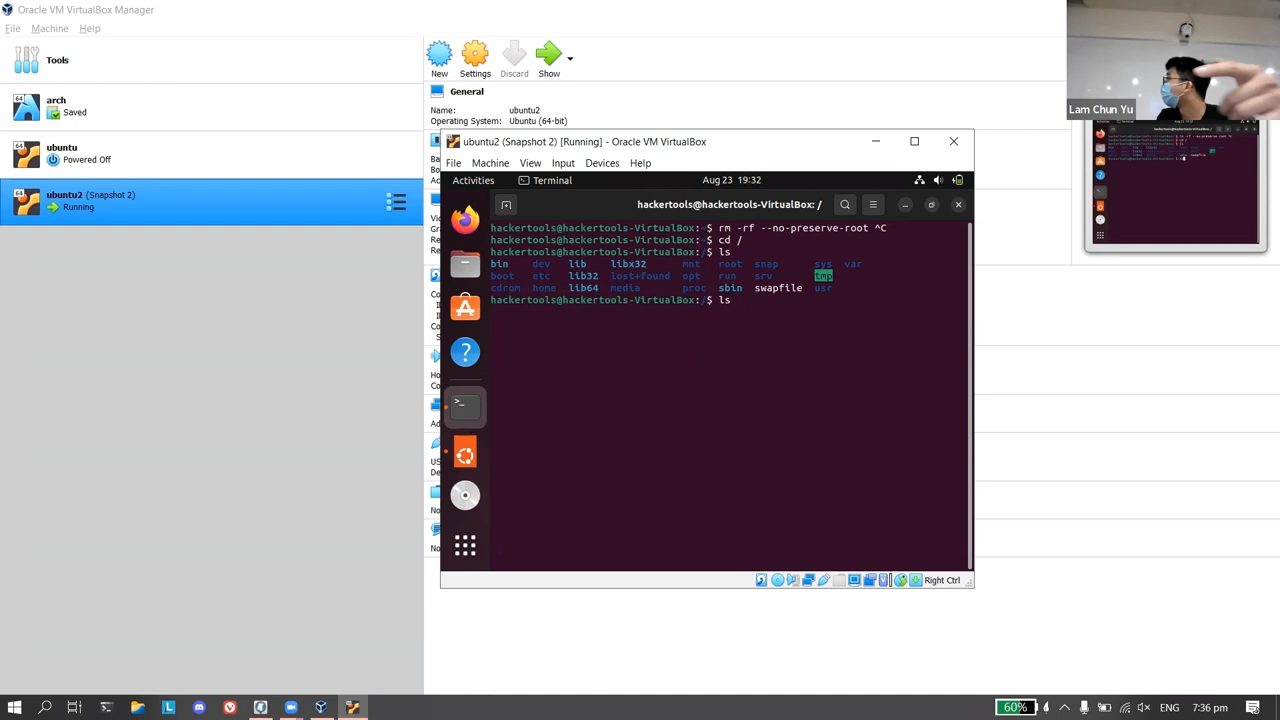 Oracle VM VirtualBox Manager
File Machine Help
Tools
64 arch
Saved
64 ubuntu
Powered Off
64 ubuntu2 (Snapshot 2)
Running
New Settings Discard Show
General
Name: ubuntu2
Operating System: Ubuntu (64-bit)
Lam Chun Yu
ubuntu2 (Snapshot 2) [Running] - Oracle VM VirtualBox
File Machine View Input Devices Help
Activities Terminal Aug 23 19:32
hackertools@hackertools-VirtualBox: /
hackertools@hackertools-VirtualBox:~$ rm -rf --no-preserve-root ^C
hackertools@hackertools-VirtualBox:~$ cd /
hackertools@hackertools-VirtualBox:/$ ls
bin dev lib libx32 mnt root snap sys var
boot etc lib32 lost+found opt run srv tmp
cdrom home lib64 media proc sbin swapfile usr
hackertools@hackertools-VirtualBox:/$ ls
Right Ctrl
60% ENG 7:36 pm